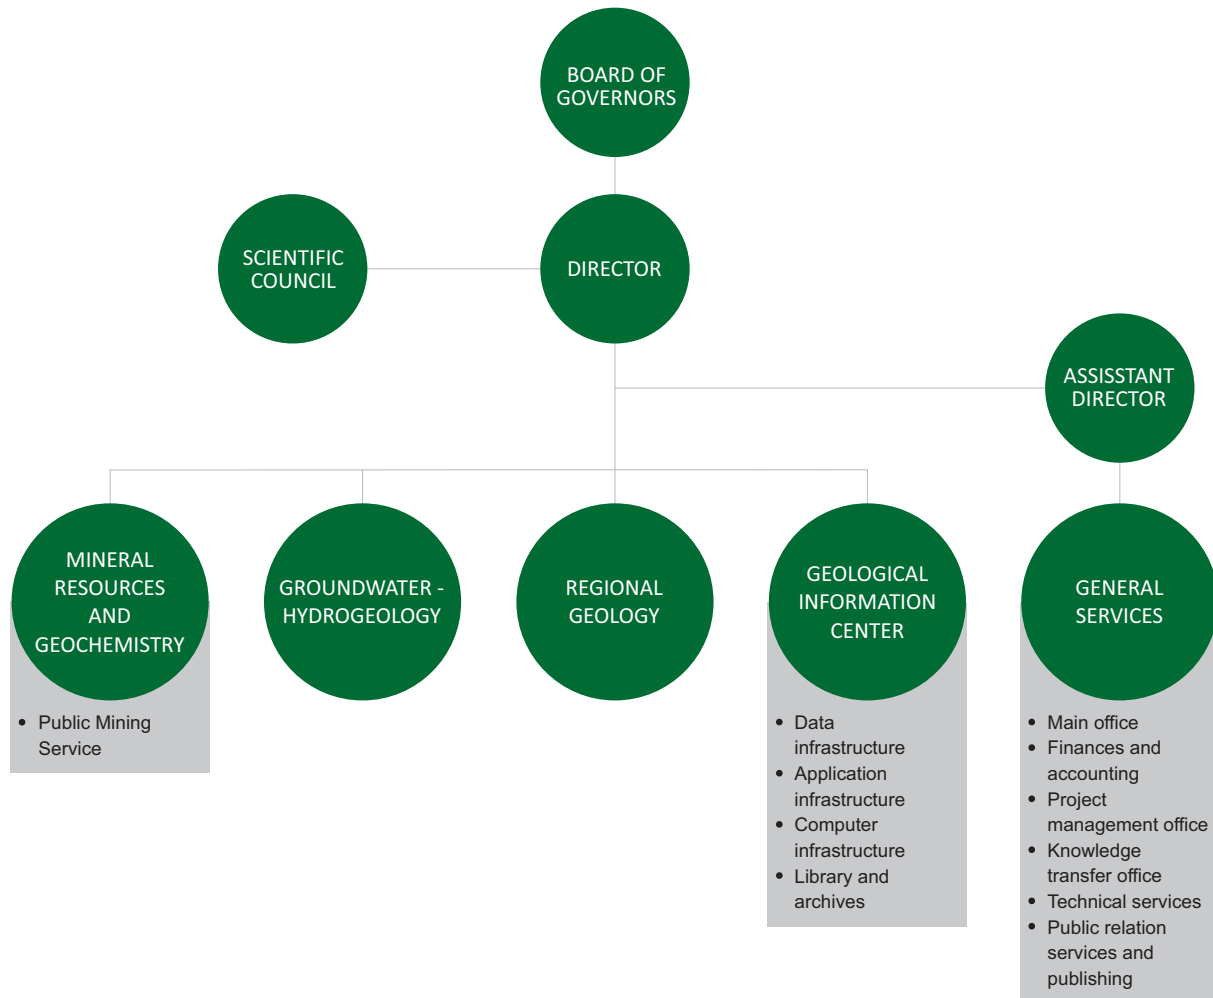 BOARD OF
GOVERNORS
SCIENTIFIC
COUNCIL
DIRECTOR
ASSISSTANT
DIRECTOR
MINERAL
RESOURCES
AND
GEOCHEMISTRY
GROUNDWATER -
HYDROGEOLOGY
REGIONAL
GEOLOGY
GEOLOGICAL
INFORMATION
CENTER
GENERAL
SERVICES
• Public Mining
Service
• Data
infrastructure
• Application
infrastructure
• Computer
infrastructure
• Library and
archives
• Main office
• Finances and
accounting
• Project
management office
• Knowledge
transfer office
• Technical services
• Public relation
services and
publishing